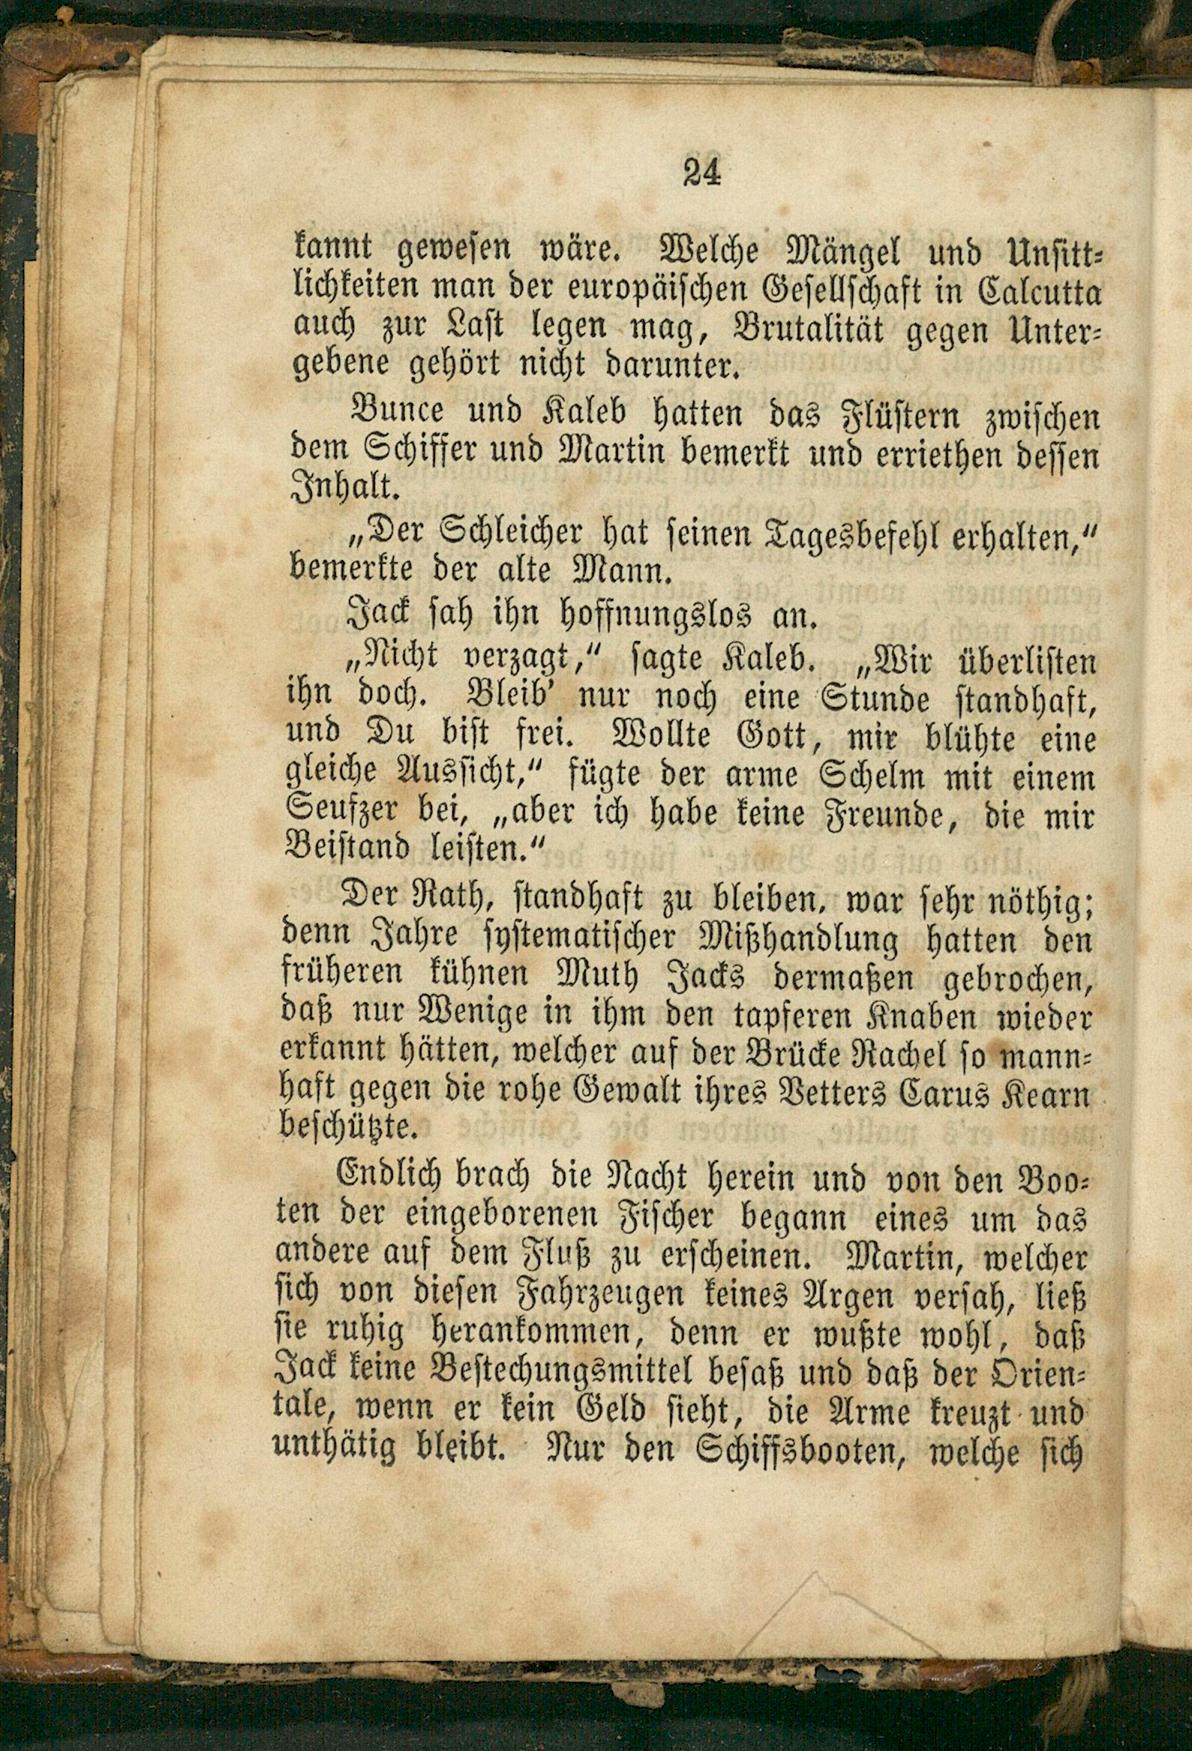 24
kannt gewesen wäre. Welche Mängel und Unsitt-
lichkeiten man der europäischen Gesellschaft in Calcutta
auch zur Last legen mag, Brutalität gegen Unter-
gebene gehört nicht darunter.
Bunce und Kaleb hatten das Flüstern zwischen
dem Schiffer und Martin bemerkt und erriethen dessen
Inhalt.
„Der Schleicher hat seinen Tagesbefehl erhalten,“
bemerkte der alte Mann.
Jack sah ihn hoffnungslos an.
„Nicht verzagt,“ sagte Kaleb. „Wir überlisten
ihn doch. Bleib' nur noch eine Stunde standhaft,
und Du bist frei. Wollte Gott, mir blühte eine
gleiche Aussicht,“ fügte der arme Schelm mit einem
Seufzer bei, „aber ich habe keine Freunde, die mir
Beistand leisten.“
Der Rath, standhaft zu bleiben, war sehr nöthig;
denn Jahre systematischer Mißhandlung hatten den
früheren kühnen Muth Jacks dermaßen gebrochen,
daß nur Wenige in ihm den tapferen Knaben wieder
erkannt hätten, welcher auf der Brücke Rachel so mann-
haft gegen die rohe Gewalt ihres Vetters Carus Kearn
beschützte.
Endlich brach die Nacht herein und von den Boo-
ten der eingeborenen Fischer begann eines um das
andere auf dem Fluß zu erscheinen. Martin, welcher
sich von diesen Fahrzeugen keines Argen versah, ließ
sie ruhig herankommen, denn er wußte wohl, daß
Jack keine Bestechungsmittel besaß und daß der Orien-
tale, wenn er kein Geld sieht, die Arme kreuzt und
unthätig bleibt. Nur den Schiffsbooten, welche sich